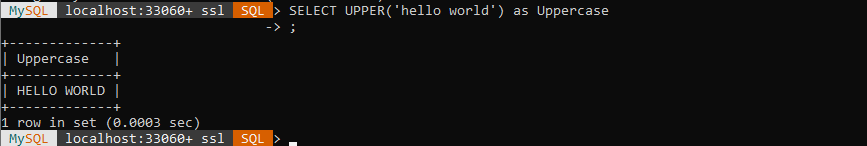 MySQL localhost:33060+ ssl SQL > SELECT UPPER('hello world') as Uppercase
-> ;
+-------------+
| Uppercase   |
+-------------+
| HELLO WORLD |
+-------------+
1 row in set (0.0003 sec)
MySQL localhost:33060+ ssl SQL > _